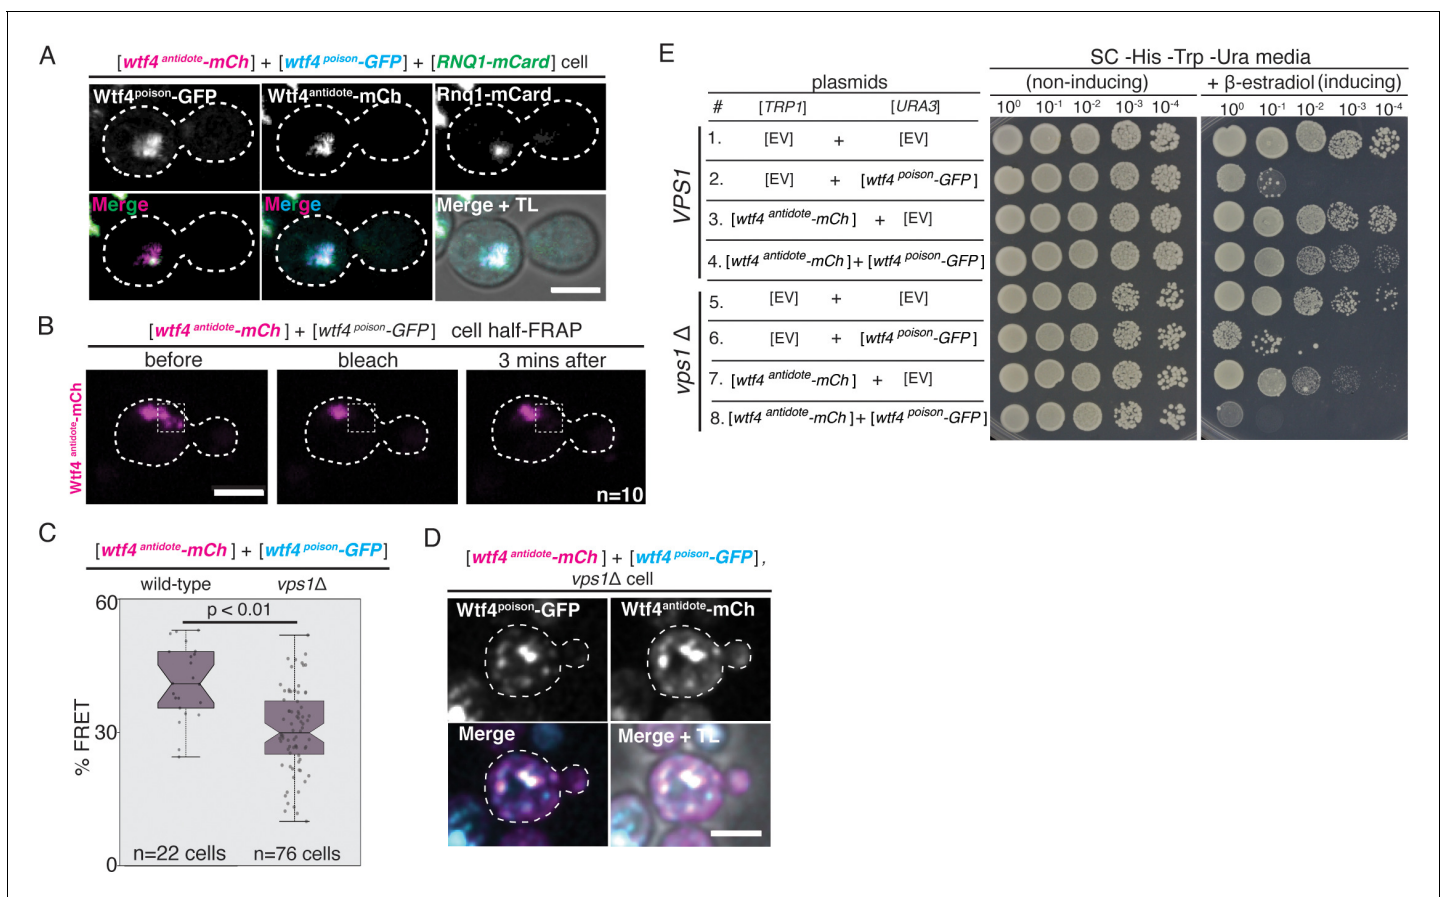 A
[wtf4 antidote-mCh] + [wtf4 poison-GFP] + [RNQ1-mCard] cell
Wtf4poison-GFP
Wtf4antidote-mCh
Rnq1-mCard
Merge
Merge
Merge + TL
B
[wtf4 antidote-mCh] + [wtf4 poison-GFP] cell half-FRAP
before
bleach
3 mins after
Wtf4 antidote-mCh
n=10
C
[wtf4 antidote-mCh] + [wtf4 poison-GFP]
wild-type
vps1Δ
p < 0.01
% FRET
60
30
0
n=22 cells
n=76 cells
D
[wtf4 antidote-mCh] + [wtf4 poison-GFP],
vps1Δ cell
Wtf4poison-GFP
Wtf4antidote-mCh
Merge
Merge + TL
E
SC -His -Trp -Ura media
plasmids
(non-inducing)
+ β-estradiol (inducing)
# [TRP1] [URA3]
10⁰ 10⁻¹ 10⁻² 10⁻³ 10⁻⁴
10⁰ 10⁻¹ 10⁻² 10⁻³ 10⁻⁴
VPS1
1. [EV] + [EV]
2. [EV] + [wtf4 poison-GFP]
3. [wtf4 antidote-mCh] + [EV]
4. [wtf4 antidote-mCh]+[wtf4 poison-GFP]
vps1 Δ
5. [EV] + [EV]
6. [EV] + [wtf4 poison-GFP]
7. [wtf4 antidote-mCh] + [EV]
8. [wtf4 antidote-mCh]+[wtf4 poison-GFP]